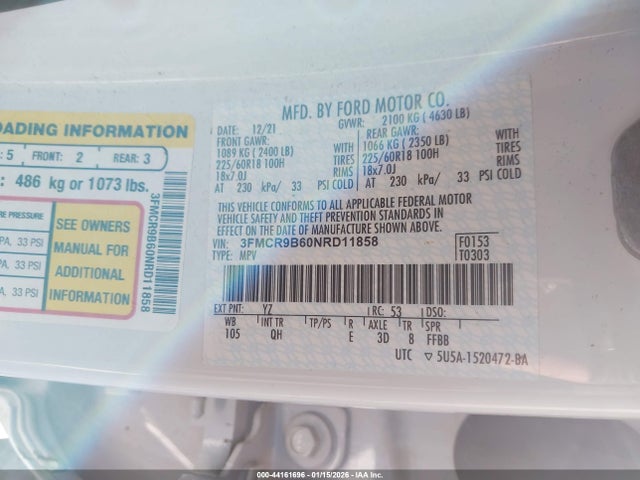 OADING INFORMATION
: 5 FRONT: 2 REAR: 3
: 486 kg or 1073 lbs.
E PRESSURE
PA, 33 PSI
PA, 33 PSI
A, 33 PSI
SEE OWNERS
MANUAL FOR
ADDITIONAL
INFORMATION
3FMCR9B60NRD11858
MFD. BY FORD MOTOR CO.
DATE: 12/21 GVWR: 2100 KG ( 4630 LB)
FRONT GAWR: REAR GAWR:
1089 KG ( 2400 LB) 1066 KG ( 2350 LB)
225/60R18 100H TIRES 225/60R18 100H TIRES
18x7.0J RIMS 18x7.0J RIMS
AT 230 kPa/ 33 PSI COLD AT 230 kPa/ 33 PSI COLD
THIS VEHICLE CONFORMS TO ALL APPLICABLE FEDERAL MOTOR
VEHICLE SAFETY AND THEFT PREVENTION STANDARDS IN
EFFECT ON THE DATE OF MANUFACTURE SHOWN ABOVE.
VIN: 3FMCR9B60NRD11858 F0153
TYPE: MPV T0303
EXT PNT: YZ RC: 53 DSO:
WB INT TR TP/PS R AXLE TR SPR
105 QH E 3D 8 FFBB
UTC ▽ 5U5A-1520472-BA
000-44161696 - 01/15/2026 - IAAI.COM